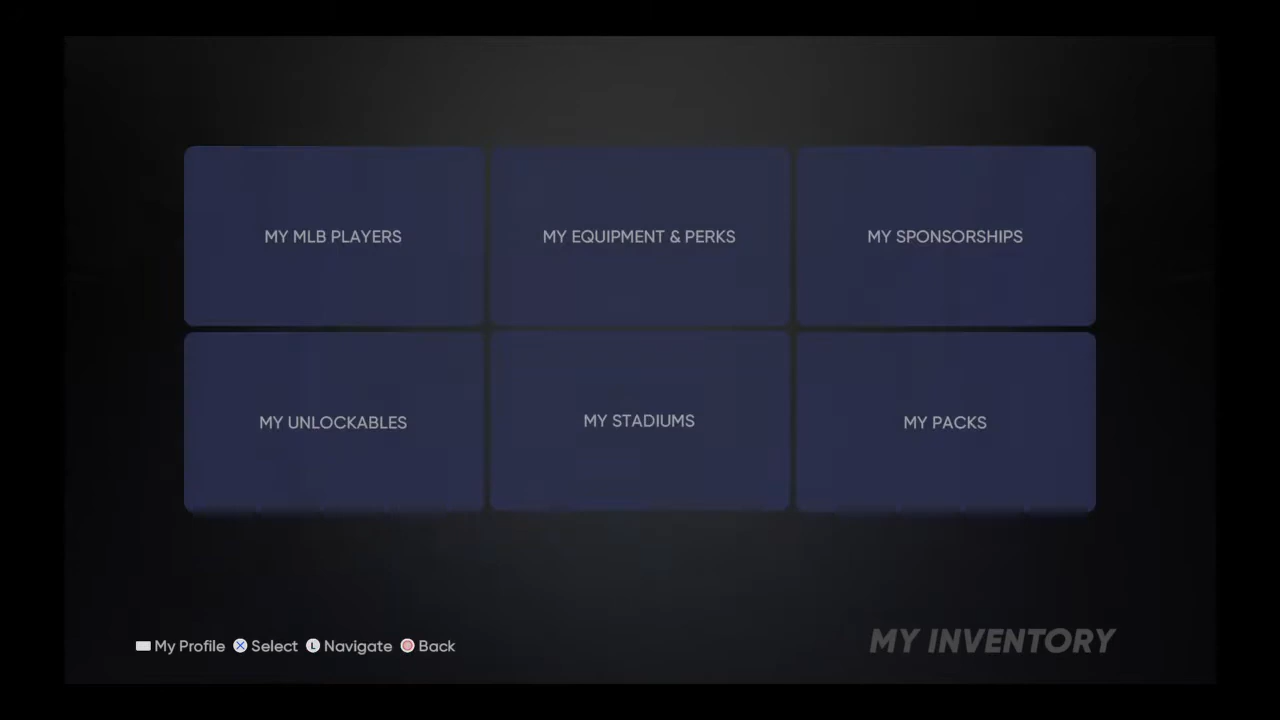 MY MLB PLAYERS
MY EQUIPMENT & PERKS
MY SPONSORSHIPS
MY UNLOCKABLES
MY STADIUMS
MY PACKS
My Profile Select L Navigate Back
MY INVENTORY